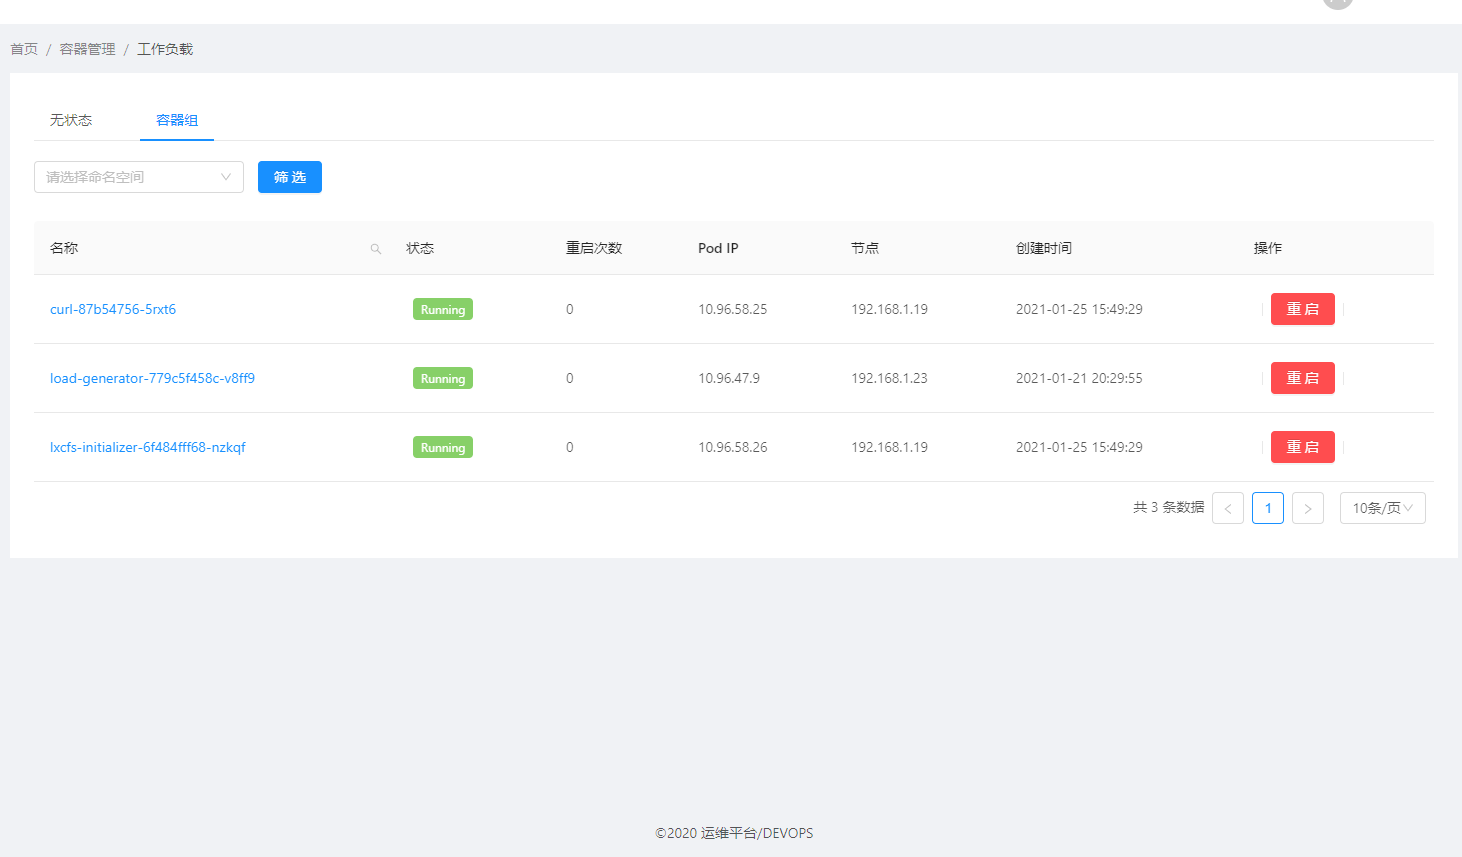 首页 / 容器管理 / 工作负载
无状态 容器组
请选择命名空间 筛 选
名称 状态 重启次数 Pod IP 节点 创建时间 操作
curl-87b54756-5rxt6 Running 0 10.96.58.25 192.168.1.19 2021-01-25 15:49:29 重 启
load-generator-779c5f458c-v8ff9 Running 0 10.96.47.9 192.168.1.23 2021-01-21 20:29:55 重 启
lxcfs-initializer-6f484fff68-nzkqf Running 0 10.96.58.26 192.168.1.19 2021-01-25 15:49:29 重 启
共 3 条数据 < 1 > 10条/页
©2020 运维平台/DEVOPS